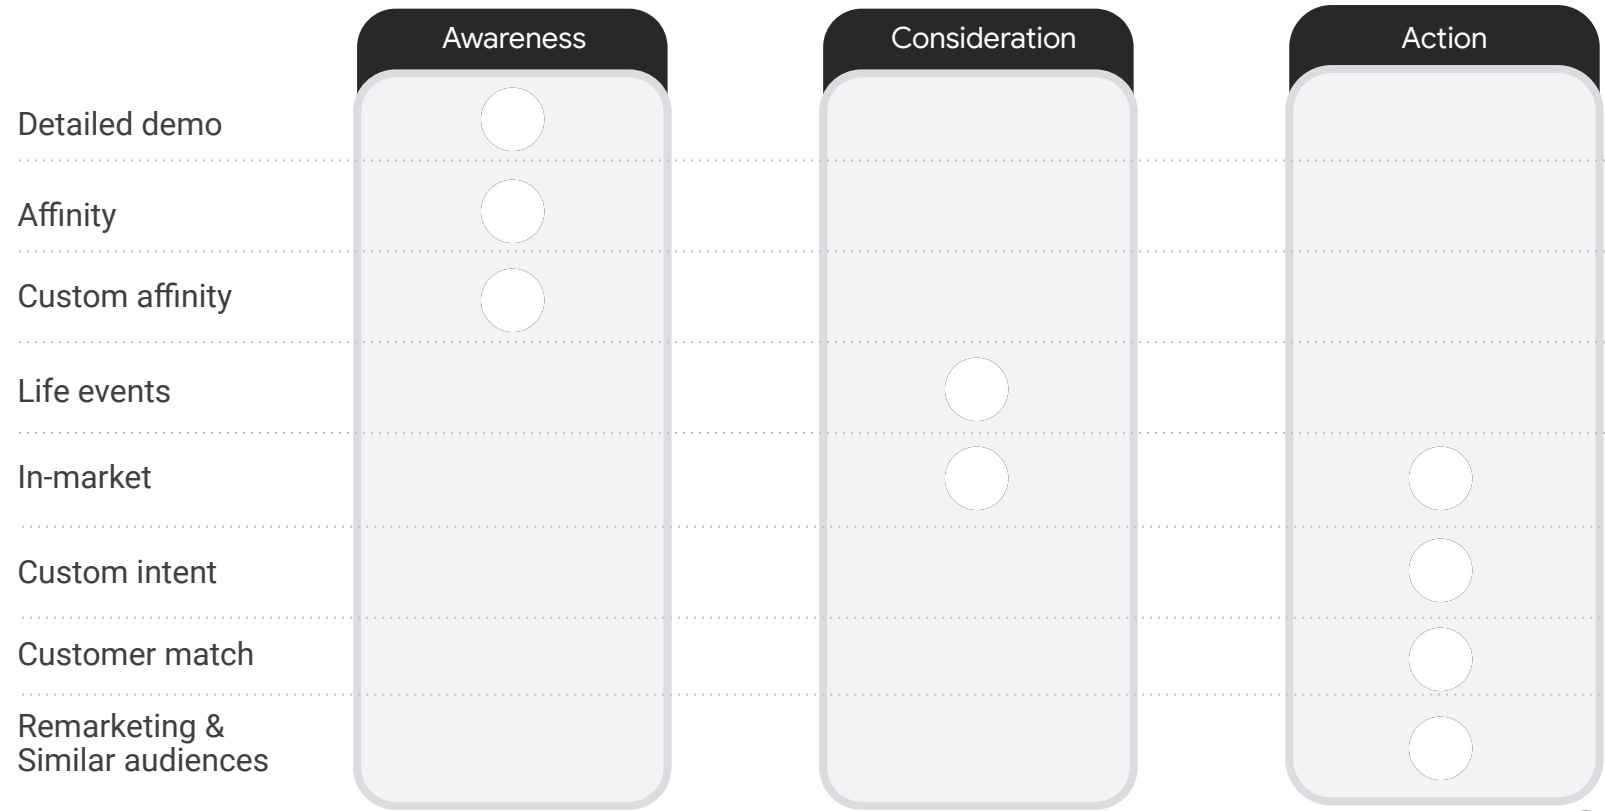 Awareness
Consideration
Action
Detailed demo
Affinity
Custom affinity
Life events
In-market
Custom intent
Customer match
Remarketing &
Similar audiences